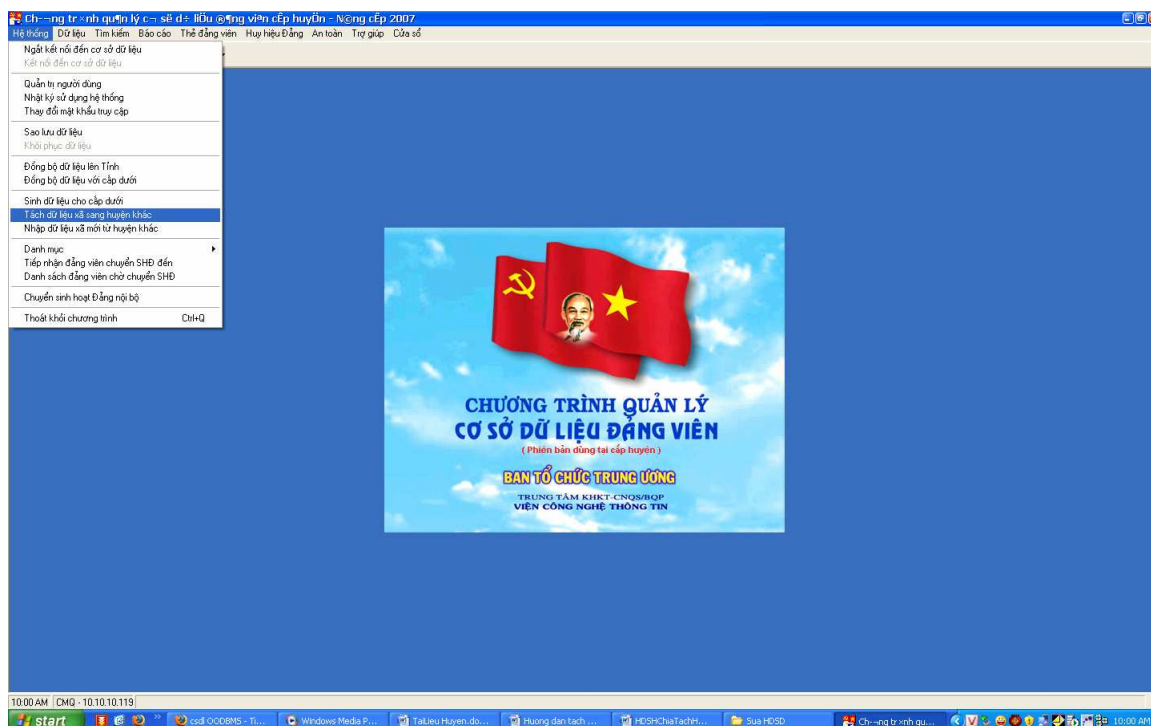 Ch-¬ng tr×nh qu¶n lý c¬ së d÷ liÖu ®¶ng viªn cÊp huyÖn - N©ng cÊp 2007
Hệ thống Dữ liệu Tìm kiếm Báo cáo Thẻ đảng viên Huy hiệu Đảng An toàn Trợ giúp Cửa sổ
Ngắt kết nối đến cơ sở dữ liệu
Kết nối đến cơ sở dữ liệu
Quản trị người dùng
Nhật ký sử dụng hệ thống
Thay đổi mật khẩu truy cập
Sao lưu dữ liệu
Khôi phục dữ liệu
Đồng bộ dữ liệu lên Tỉnh
Đồng bộ dữ liệu với cấp dưới
Sinh dữ liệu cho cấp dưới
Tách dữ liệu xã sang huyện khác
Nhập dữ liệu xã mới từ huyện khác
Danh mục
Tiếp nhận đảng viên chuyển SHĐ đến
Danh sách đảng viên chờ chuyển SHĐ
Chuyển sinh hoạt Đảng nội bộ
Thoát khỏi chương trình Ctrl+Q
CHƯƠNG TRÌNH QUẢN LÝ
CƠ SỞ DỮ LIỆU ĐẢNG VIÊN
( Phiên bản dùng tại cấp huyện )
BAN TỔ CHỨC TRUNG ƯƠNG
TRUNG TÂM KHKT-CNQS/BQP
VIỆN CÔNG NGHỆ THÔNG TIN
10:00 AM CMQ - 10.10.10.119
start csdl OODBMS - Ti... Windows Media P... TaiLieu Huyen.do... Huong dan tach ... HDSHChiaTachH... Sua HDSD Ch-¬ng tr×nh qu... 10:00 AM